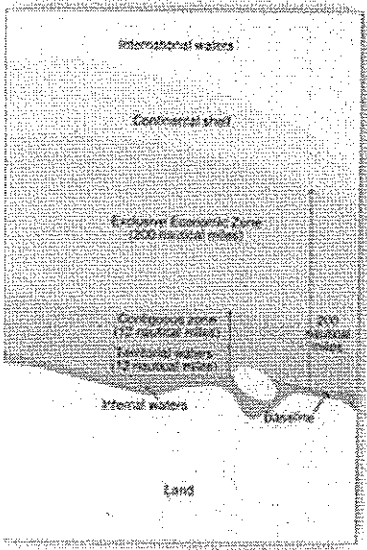 International waters
Continental shelf
Exclusive Economic Zone
(200 nautical miles)
Contiguous zone
(12 nautical miles)
Territorial waters
(12 nautical miles)
200
nautical
miles
Internal waters
baseline
Land